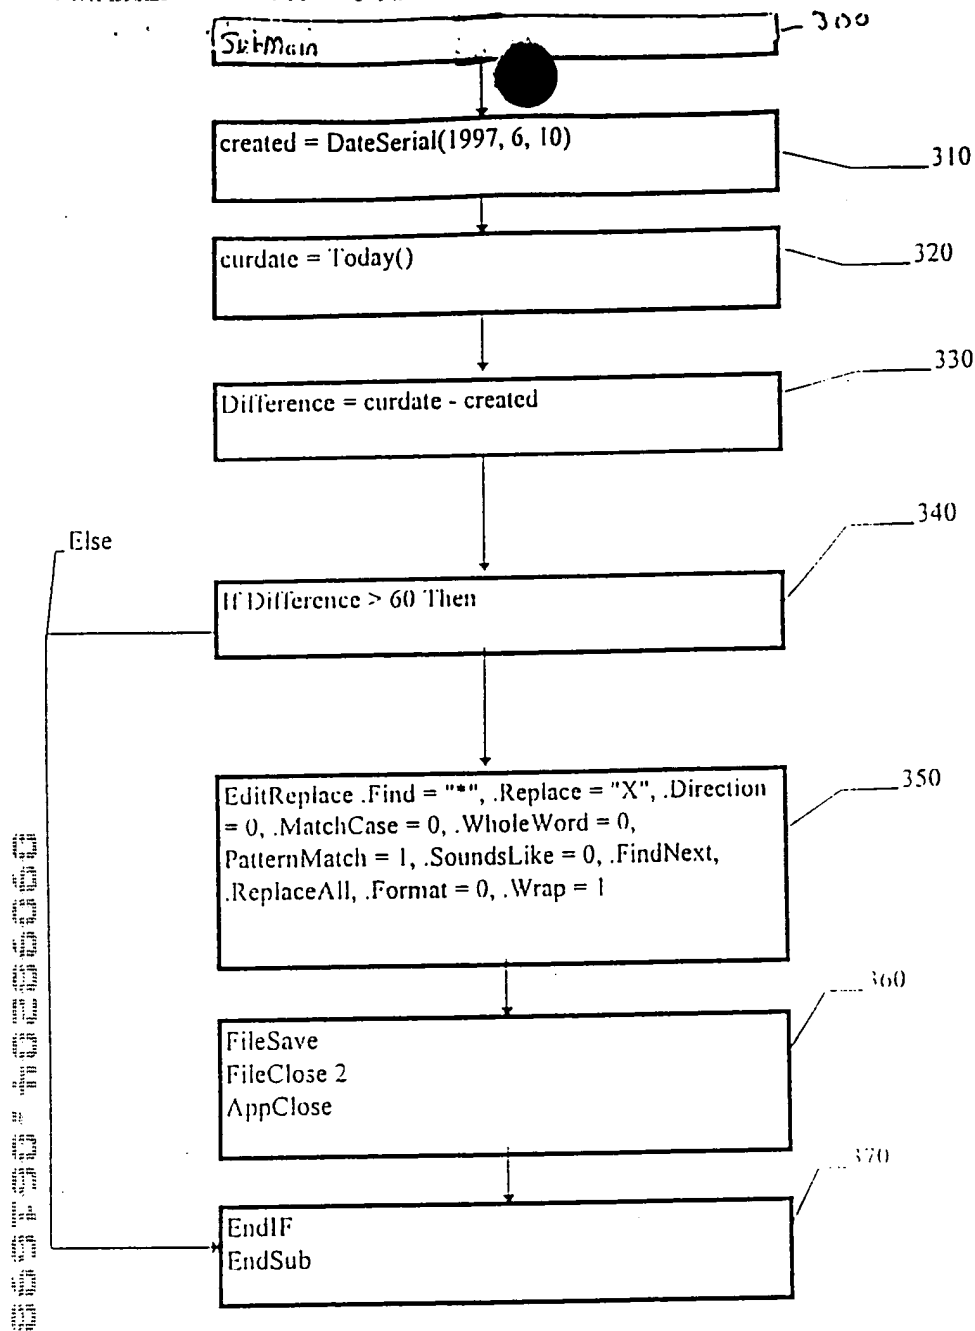 SubMain
300
created = DateSerial(1997, 6, 10)
310
curdate = Today()
320
Difference = curdate - created
330
Else
340
If Difference > 60 Then
350
EditReplace .Find = "*", .Replace = "X", .Direction
= 0, .MatchCase = 0, .WholeWord = 0,
PatternMatch = 1, .SoundsLike = 0, .FindNext,
.ReplaceAll, .Format = 0, .Wrap = 1
360
FileSave
FileClose 2
AppClose
370
EndIF
EndSub